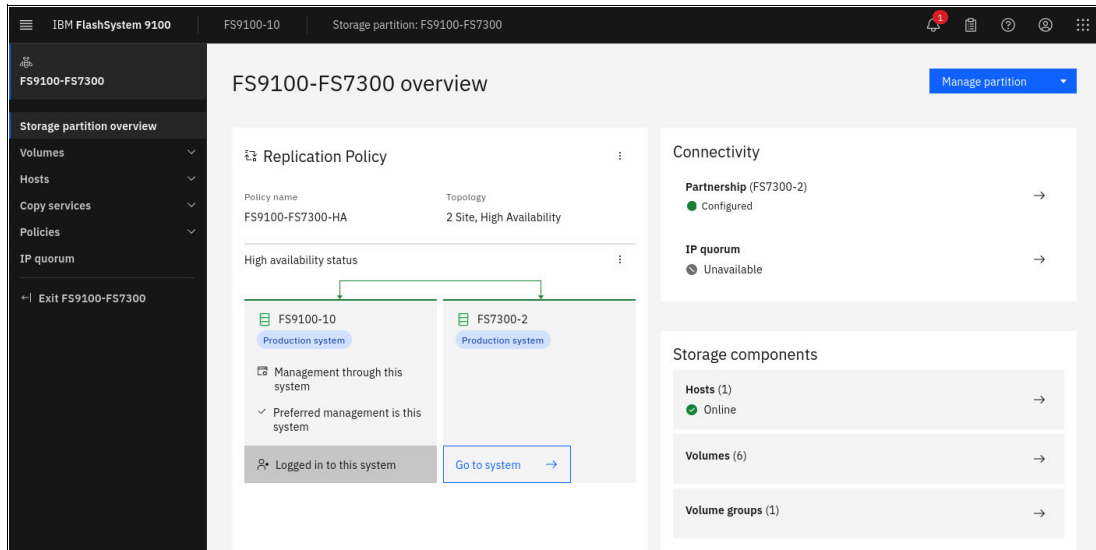 IBM FlashSystem 9100
FS9100-10
Storage partition: FS9100-FS7300
1
FS9100-FS7300
Storage partition overview
Volumes
Hosts
Copy services
Policies
IP quorum
Exit FS9100-FS7300
FS9100-FS7300 overview
Manage partition
Replication Policy
Policy name
Topology
FS9100-FS7300-HA
2 Site, High Availability
High availability status
FS9100-10
Production system
Management through this
system
Preferred management is this
system
Logged in to this system
FS7300-2
Production system
Go to system
Connectivity
Partnership (FS7300-2)
Configured
IP quorum
Unavailable
Storage components
Hosts (1)
Online
Volumes (6)
Volume groups (1)